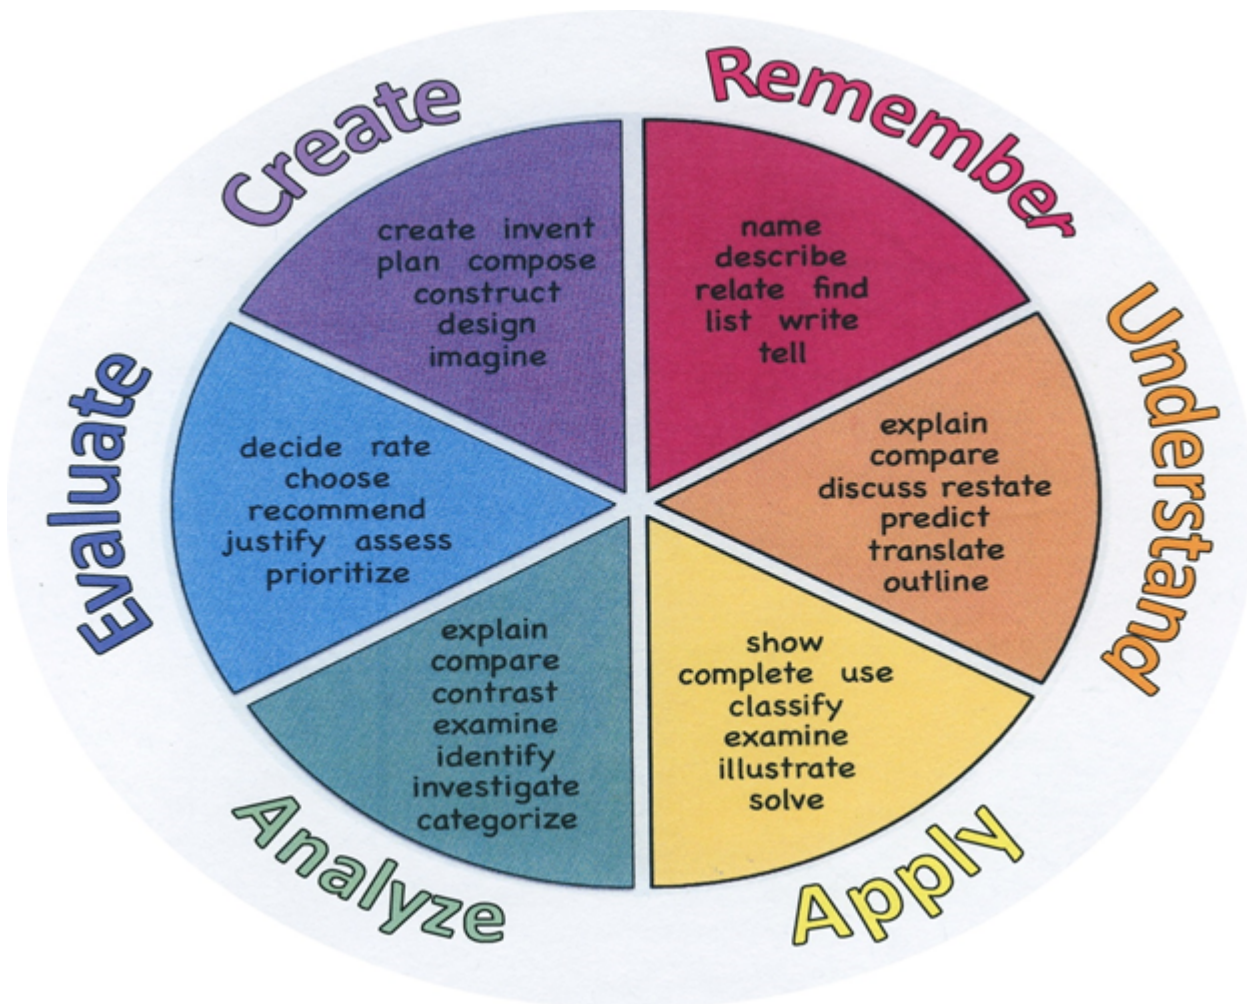 Remember
name
describe
relate find
list write
tell
Understand
explain
compare
discuss restate
predict
translate
outline
Apply
show
complete use
classify
examine
illustrate
solve
Analyze
explain
compare
contrast
examine
identify
investigate
categorize
Evaluate
decide rate
choose
recommend
justify assess
prioritize
Create
create invent
plan compose
construct
design
imagine